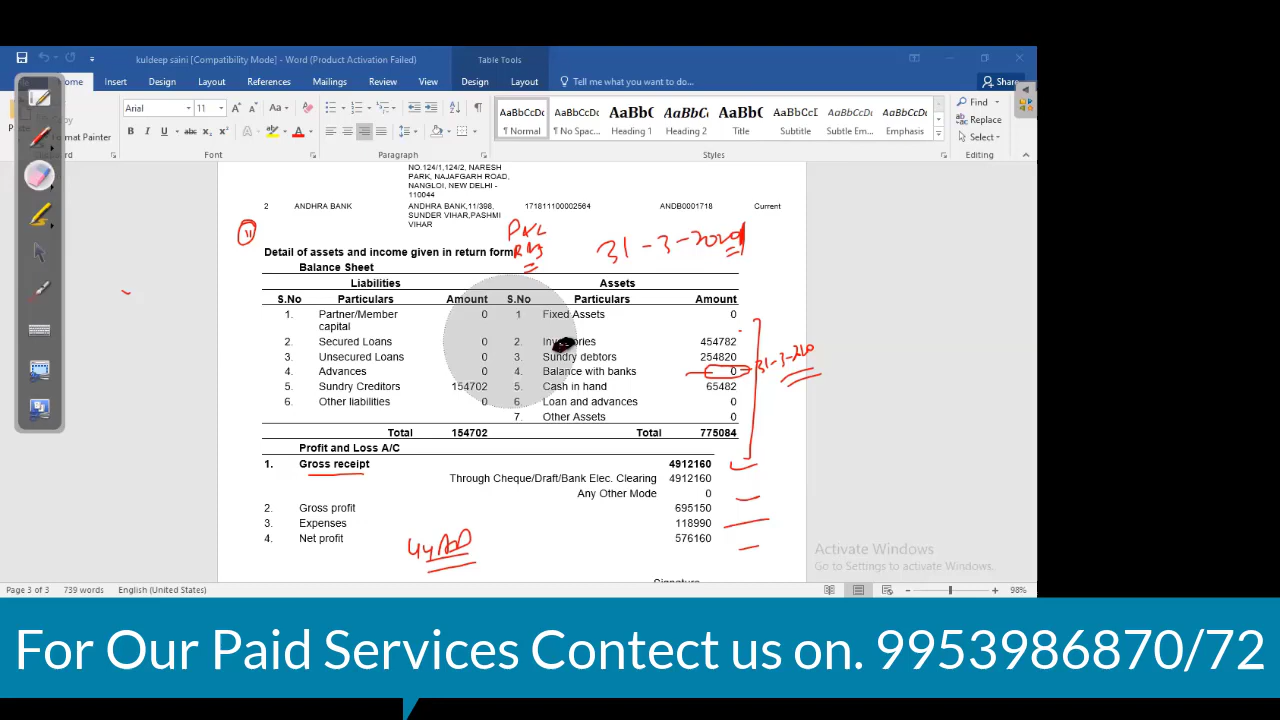 kuldeep saini [Compatibility Mode] - Word (Product Activation Failed)
Table Tools
Insert Design Layout References Mailings Review View Design Layout Tell me what you want to do... Share
Arial 11 Aa Find
B I U abc x₂ x² Replace
Format Painter Select
AaBbCcDc AaBbCcDc AaBbC AaBbCc AaBb AaBbCcD AaBbCcDc AaBbCcDc
¶ Normal ¶ No Spac... Heading 1 Heading 2 Title Subtitle Subtle Em... Emphasis
Font Paragraph Styles Editing
NO.124/1,124/2, NARESH
PARK, NAJAFGARH ROAD,
NANGLOI, NEW DELHI -
110044
2 ANDHRA BANK ANDHRA BANK,11/398, 171811100002564 ANDB0001718 Current
SUNDER VIHAR,PASHMI
VIHAR
31-3-2020
Detail of assets and income given in return form
Balance Sheet
Liabilities Assets
S.No Particulars Amount S.No Particulars Amount
1. Partner/Member 0 1 Fixed Assets 0
capital
2. Secured Loans 0 2. Inventories 454782
3. Unsecured Loans 0 3. Sundry debtors 254820
4. Advances 0 4. Balance with banks 0
5. Sundry Creditors 154702 5. Cash in hand 65482
6. Other liabilities 0 6. Loan and advances 0
7. Other Assets 0
Total 154702 Total 775084
Profit and Loss A/C
1. Gross receipt 4912160
Through Cheque/Draft/Bank Elec. Clearing 4912160
Any Other Mode 0
2. Gross profit 695150
3. Expenses 118990
4. Net profit 576160
44AD
Signature
Activate Windows
Go to Settings to activate Windows.
Page 3 of 3 739 words English (United States) 98%
For Our Paid Services Contect us on. 9953986870/72